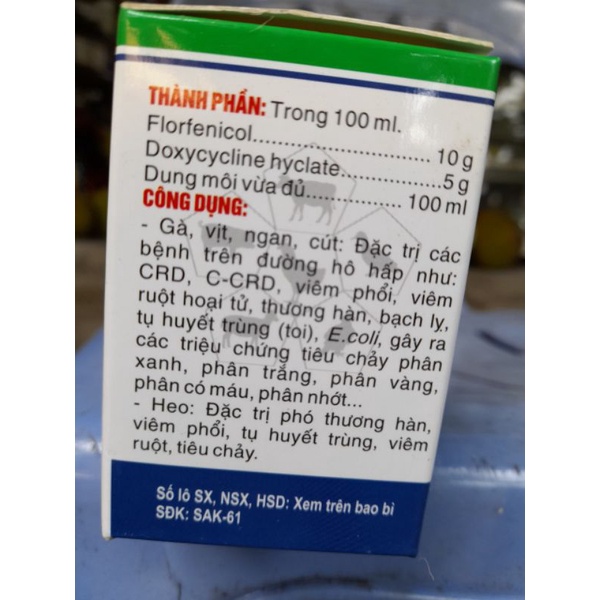 THÀNH PHẦN: Trong 100 ml.
Florfenicol............................. 10 g
Doxycycline hyclate.................5 g
Dung môi vừa đủ................ 100 ml
CÔNG DỤNG:
- Gà, vịt, ngan, cút: Đặc trị các
bệnh trên đường hô hấp như:
CRD, C-CRD, viêm phổi, viêm
ruột hoại tử, thương hàn, bạch lỵ,
tụ huyết trùng (toi), E.coli, gây ra
các triệu chứng tiêu chảy phân
xanh, phân trắng, phân vàng,
phân có máu, phân nhớt...
- Heo: Đặc trị phó thương hàn,
viêm phổi, tụ huyết trùng, viêm
ruột, tiêu chảy.
Số lô SX, NSX, HSD: Xem trên bao bì
SĐK: SAK-61